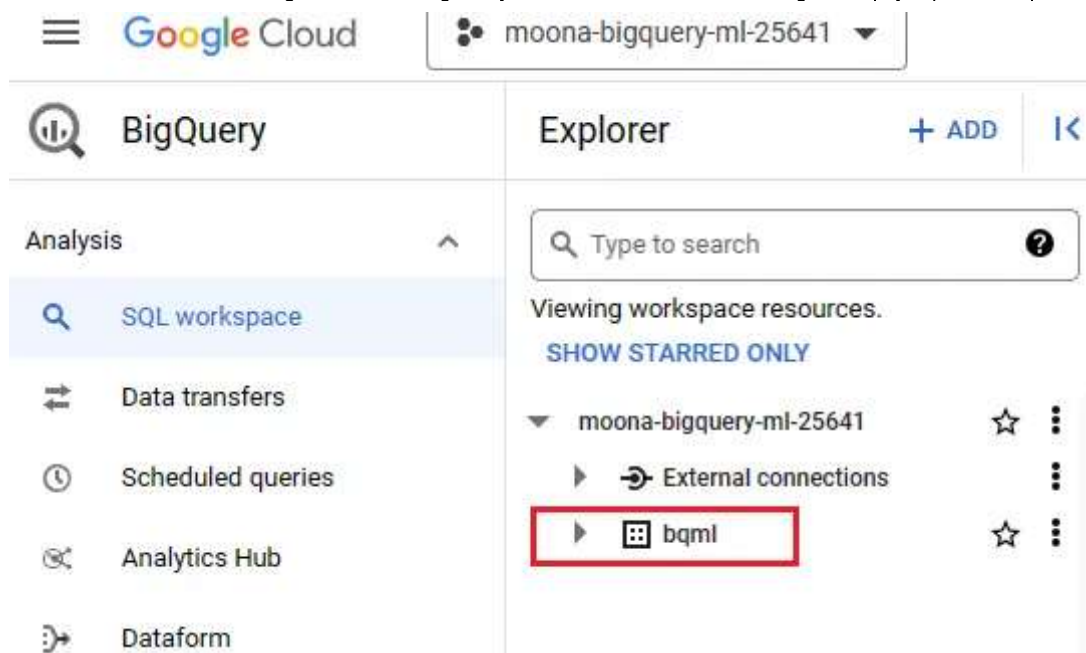 Google Cloud
moona-bigquery-ml-25641
BigQuery
Explorer
+ ADD
Analysis
SQL workspace
Data transfers
Scheduled queries
Analytics Hub
Dataform
Type to search
Viewing workspace resources.
SHOW STARRED ONLY
moona-bigquery-ml-25641
External connections
bqml